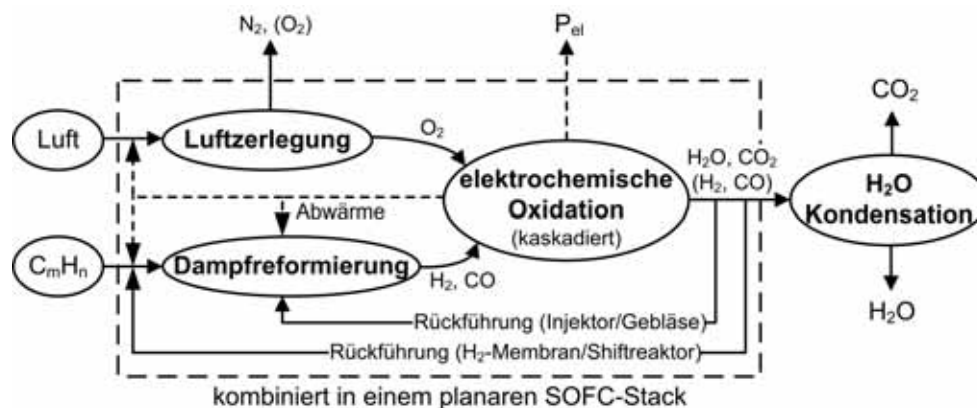 N₂, (O₂)
P_el
Luft
Luftzerlegung
O₂
CO₂
H₂O, CO₂
(H₂, CO)
elektrochemische
Oxidation
(kaskadiert)
H₂O
Kondensation
Abwärme
CₘHₙ
Dampfreformierung
H₂, CO
H₂O
Rückführung (Injektor/Gebläse)
Rückführung (H₂-Membran/Shiftreaktor)
kombiniert in einem planaren SOFC-Stack